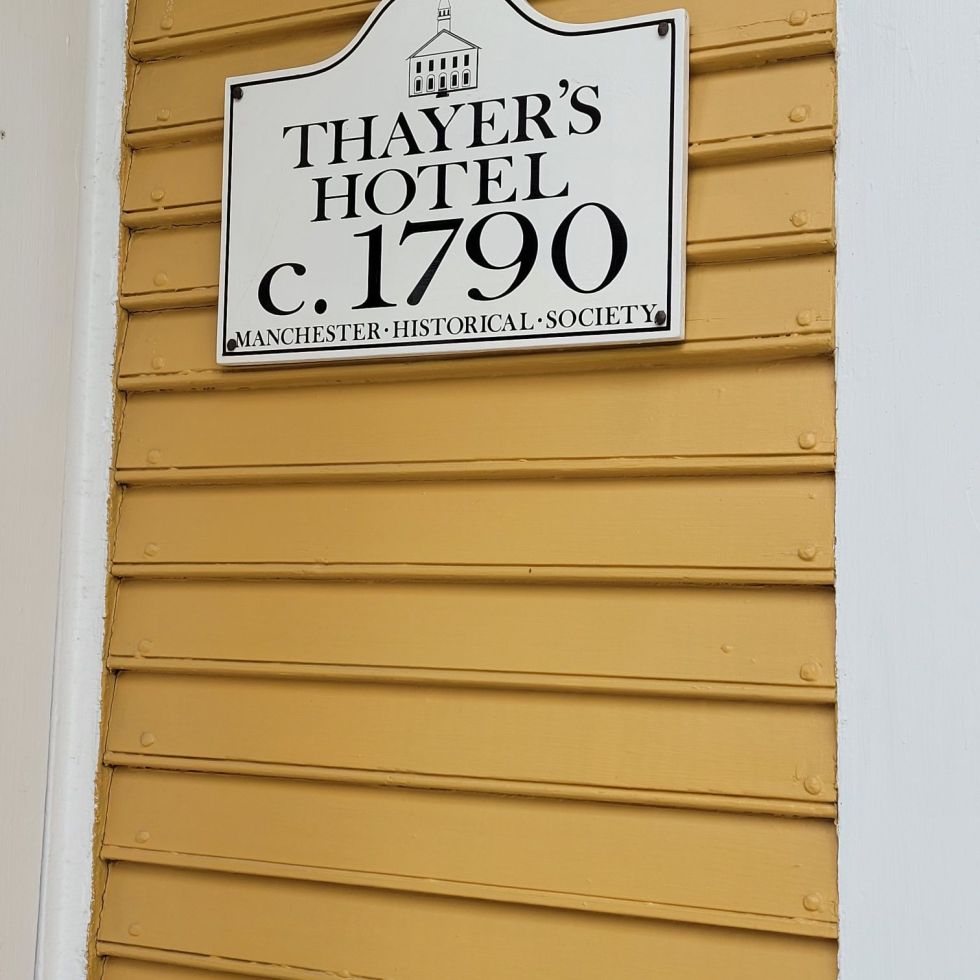 THAYER'S
HOTEL
c. 1790
MANCHESTER·HISTORICAL·SOCIETY